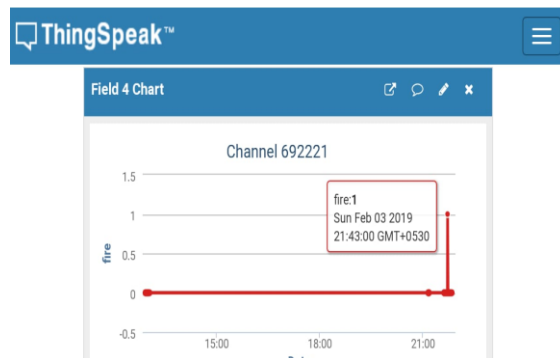 ThingSpeak™
Field 4 Chart
Channel 692221
1.5
1
0.5
0
-0.5
fire
fire:1
Sun Feb 03 2019
21:43:00 GMT+0530
15:00
18:00
21:00